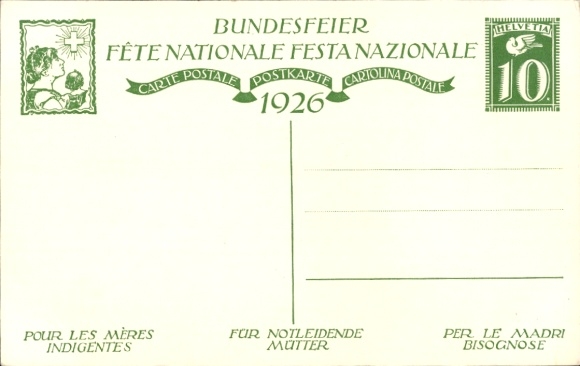 BUNDESFEIER
FÊTE NATIONALE FESTA NAZIONALE
CARTE POSTALE POSTKARTE CARTOLINA POSTALE
1926
HELVETIA
10
POUR LES MÈRES
INDIGENTES
FÜR NOTLEIDENDE
MÜTTER
PER LE MADRI
BISOGNOSE